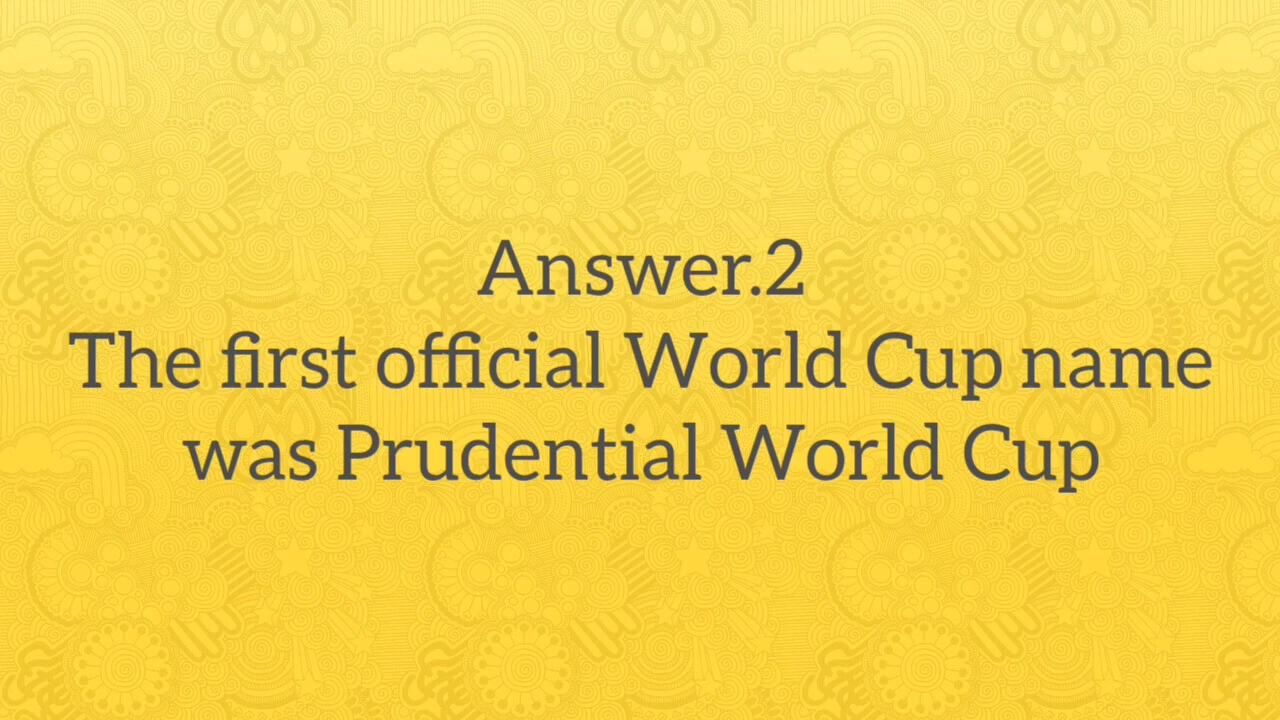 Answer.2
The first official World Cup name
was Prudential World Cup